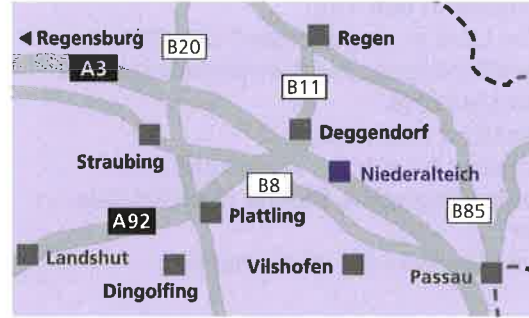 ◀ Regensburg
B20
Regen
A3
B11
Deggendorf
Straubing
Niederalteich
B8
A92
Plattling
B85
Landshut
Vilshofen
Passau
Dingolfing